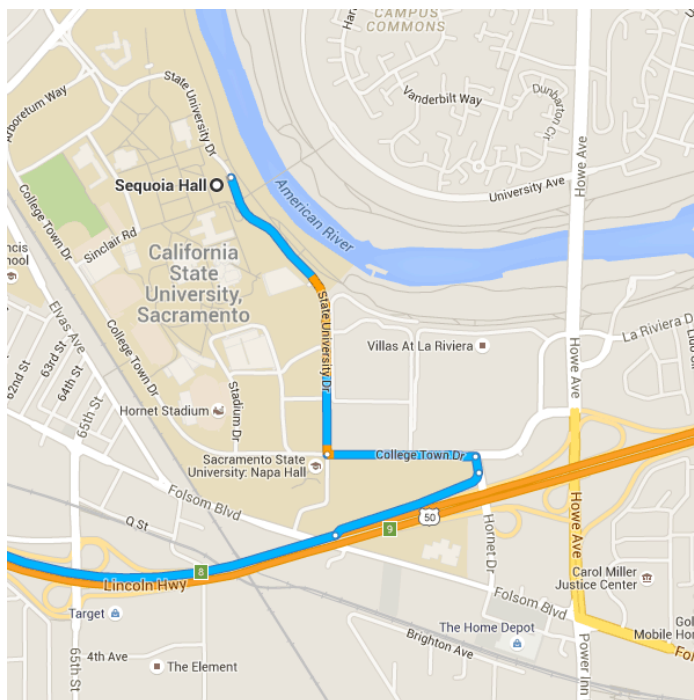 CAMPUS
COMMONS
Vanderbilt Way
Dunbarton Cir
State University Dr
Arboretum Way
Sequoia Hall
University Ave
Howe Ave
American River
College Town Dr
Sinclair Rd
California
State
University,
Sacramento
State University Dr
Elvas Ave
Villas At La Riviera
La Riviera D
Howe Ave
62nd St
63rd St
64th St
65th St
College Town Dr
Hornet Stadium
Stadium Dr
Sacramento State
University: Napa Hall
College Town Dr
Folsom Blvd
Q St
50
9
8
Howe Ave
Hornet Dr
Lincoln Hwy
Carol Miller
Justice Center
Folsom Blvd
Target
The Home Depot
Mobile Ho
Brighton Ave
Power Inn
65th St
4th Ave
The Element